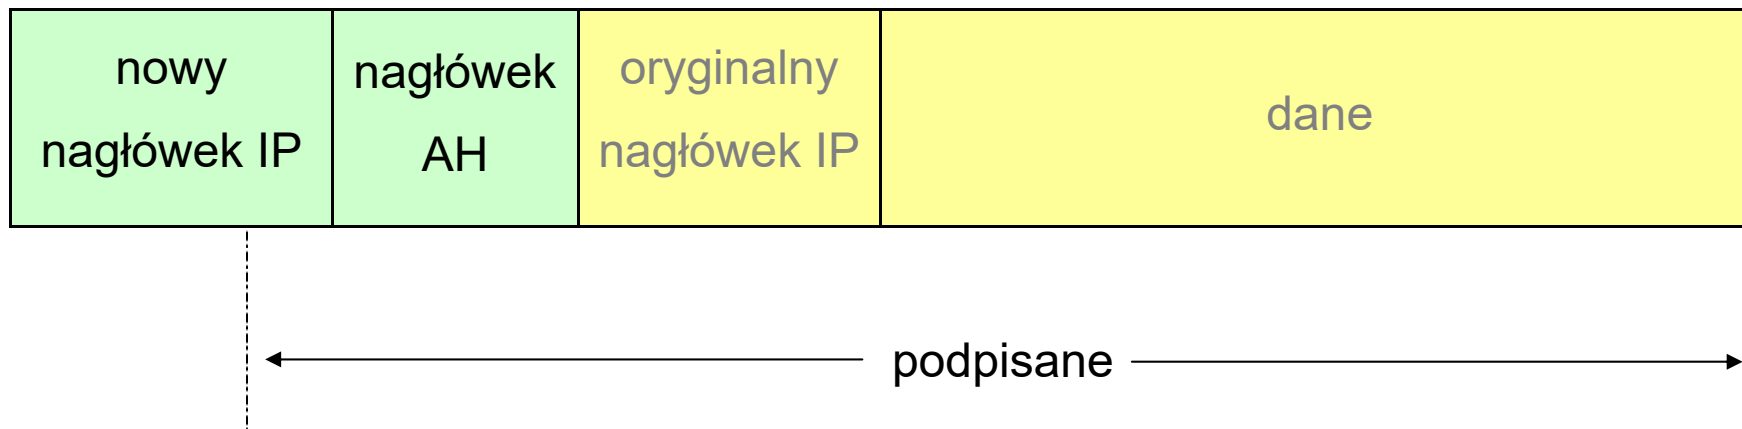 nowy
nagłówek IP
nagłówek
AH
oryginalny
nagłówek IP
dane
podpisane